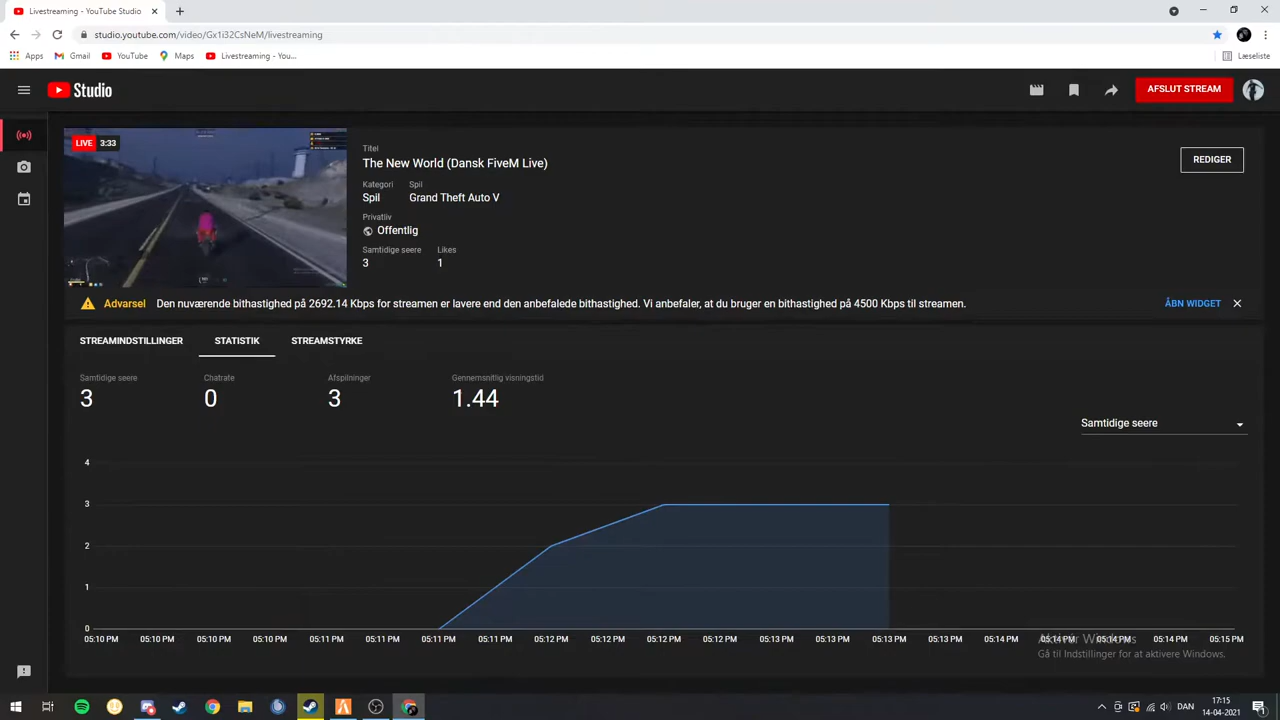 Livestreaming - YouTube Studio
studio.youtube.com/video/Gx1i32CsNeM/livestreaming
Apps Gmail YouTube Maps Livestreaming - You... Læseliste
Studio
AFSLUT STREAM
LIVE 3:33
Titel
The New World (Dansk FiveM Live)
REDIGER
Kategori Spil
Spil Grand Theft Auto V
Privatliv
Offentlig
Samtidige seere Likes
3 1
Advarsel Den nuværende bithastighed på 2692.14 Kbps for streamen er lavere end den anbefalede bithastighed. Vi anbefaler, at du bruger en bithastighed på 4500 Kbps til streamen. ÅBN WIDGET
STREAMINDSTILLINGER STATISTIK STREAMSTYRKE
Samtidige seere Chatrate Afspilninger Gennemsnitlig visningstid
3 0 3 1.44
Samtidige seere
4
3
2
1
0
05:10 PM 05:10 PM 05:10 PM 05:10 PM 05:11 PM 05:11 PM 05:11 PM 05:11 PM 05:12 PM 05:12 PM 05:12 PM 05:12 PM 05:13 PM 05:13 PM 05:13 PM 05:13 PM 05:14 PM 05:14 PM 05:14 PM 05:14 PM 05:15 PM
Aktivér Windows
Gå til Indstillinger for at aktivere Windows.
DAN
17:15
14-04-2021
1